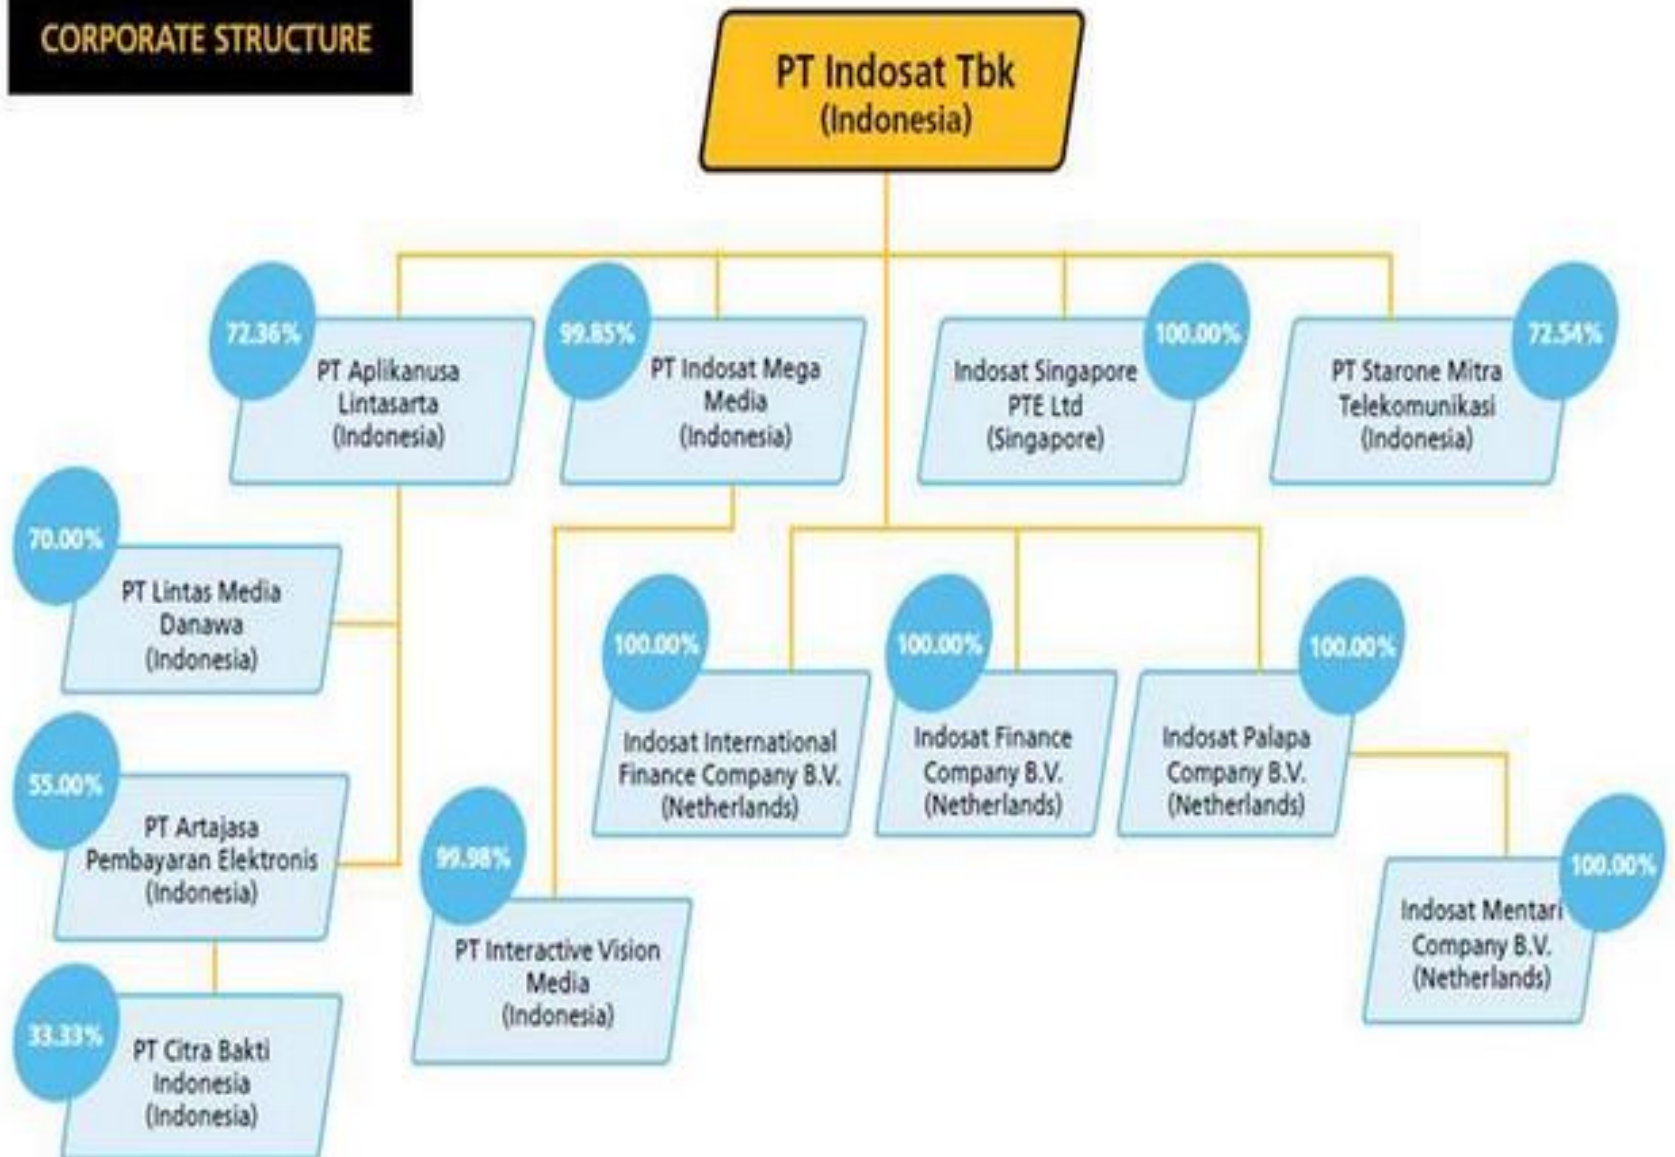 CORPORATE STRUCTURE
PT Indosat Tbk
(Indonesia)
72.36%
PT Aplikanusa
Lintasarta
(Indonesia)
99.85%
PT Indosat Mega
Media
(Indonesia)
100.00%
Indosat Singapore
PTE Ltd
(Singapore)
72.54%
PT Starone Mitra
Telekomunikasi
(Indonesia)
70.00%
PT Lintas Media
Danawa
(Indonesia)
100.00%
Indosat International
Finance Company B.V.
(Netherlands)
100.00%
Indosat Finance
Company B.V.
(Netherlands)
100.00%
Indosat Palapa
Company B.V.
(Netherlands)
55.00%
PT Artajasa
Pembayaran Elektronis
(Indonesia)
99.98%
PT Interactive Vision
Media
(Indonesia)
100.00%
Indosat Mentari
Company B.V.
(Netherlands)
33.33%
PT Citra Bakti
Indonesia
(Indonesia)